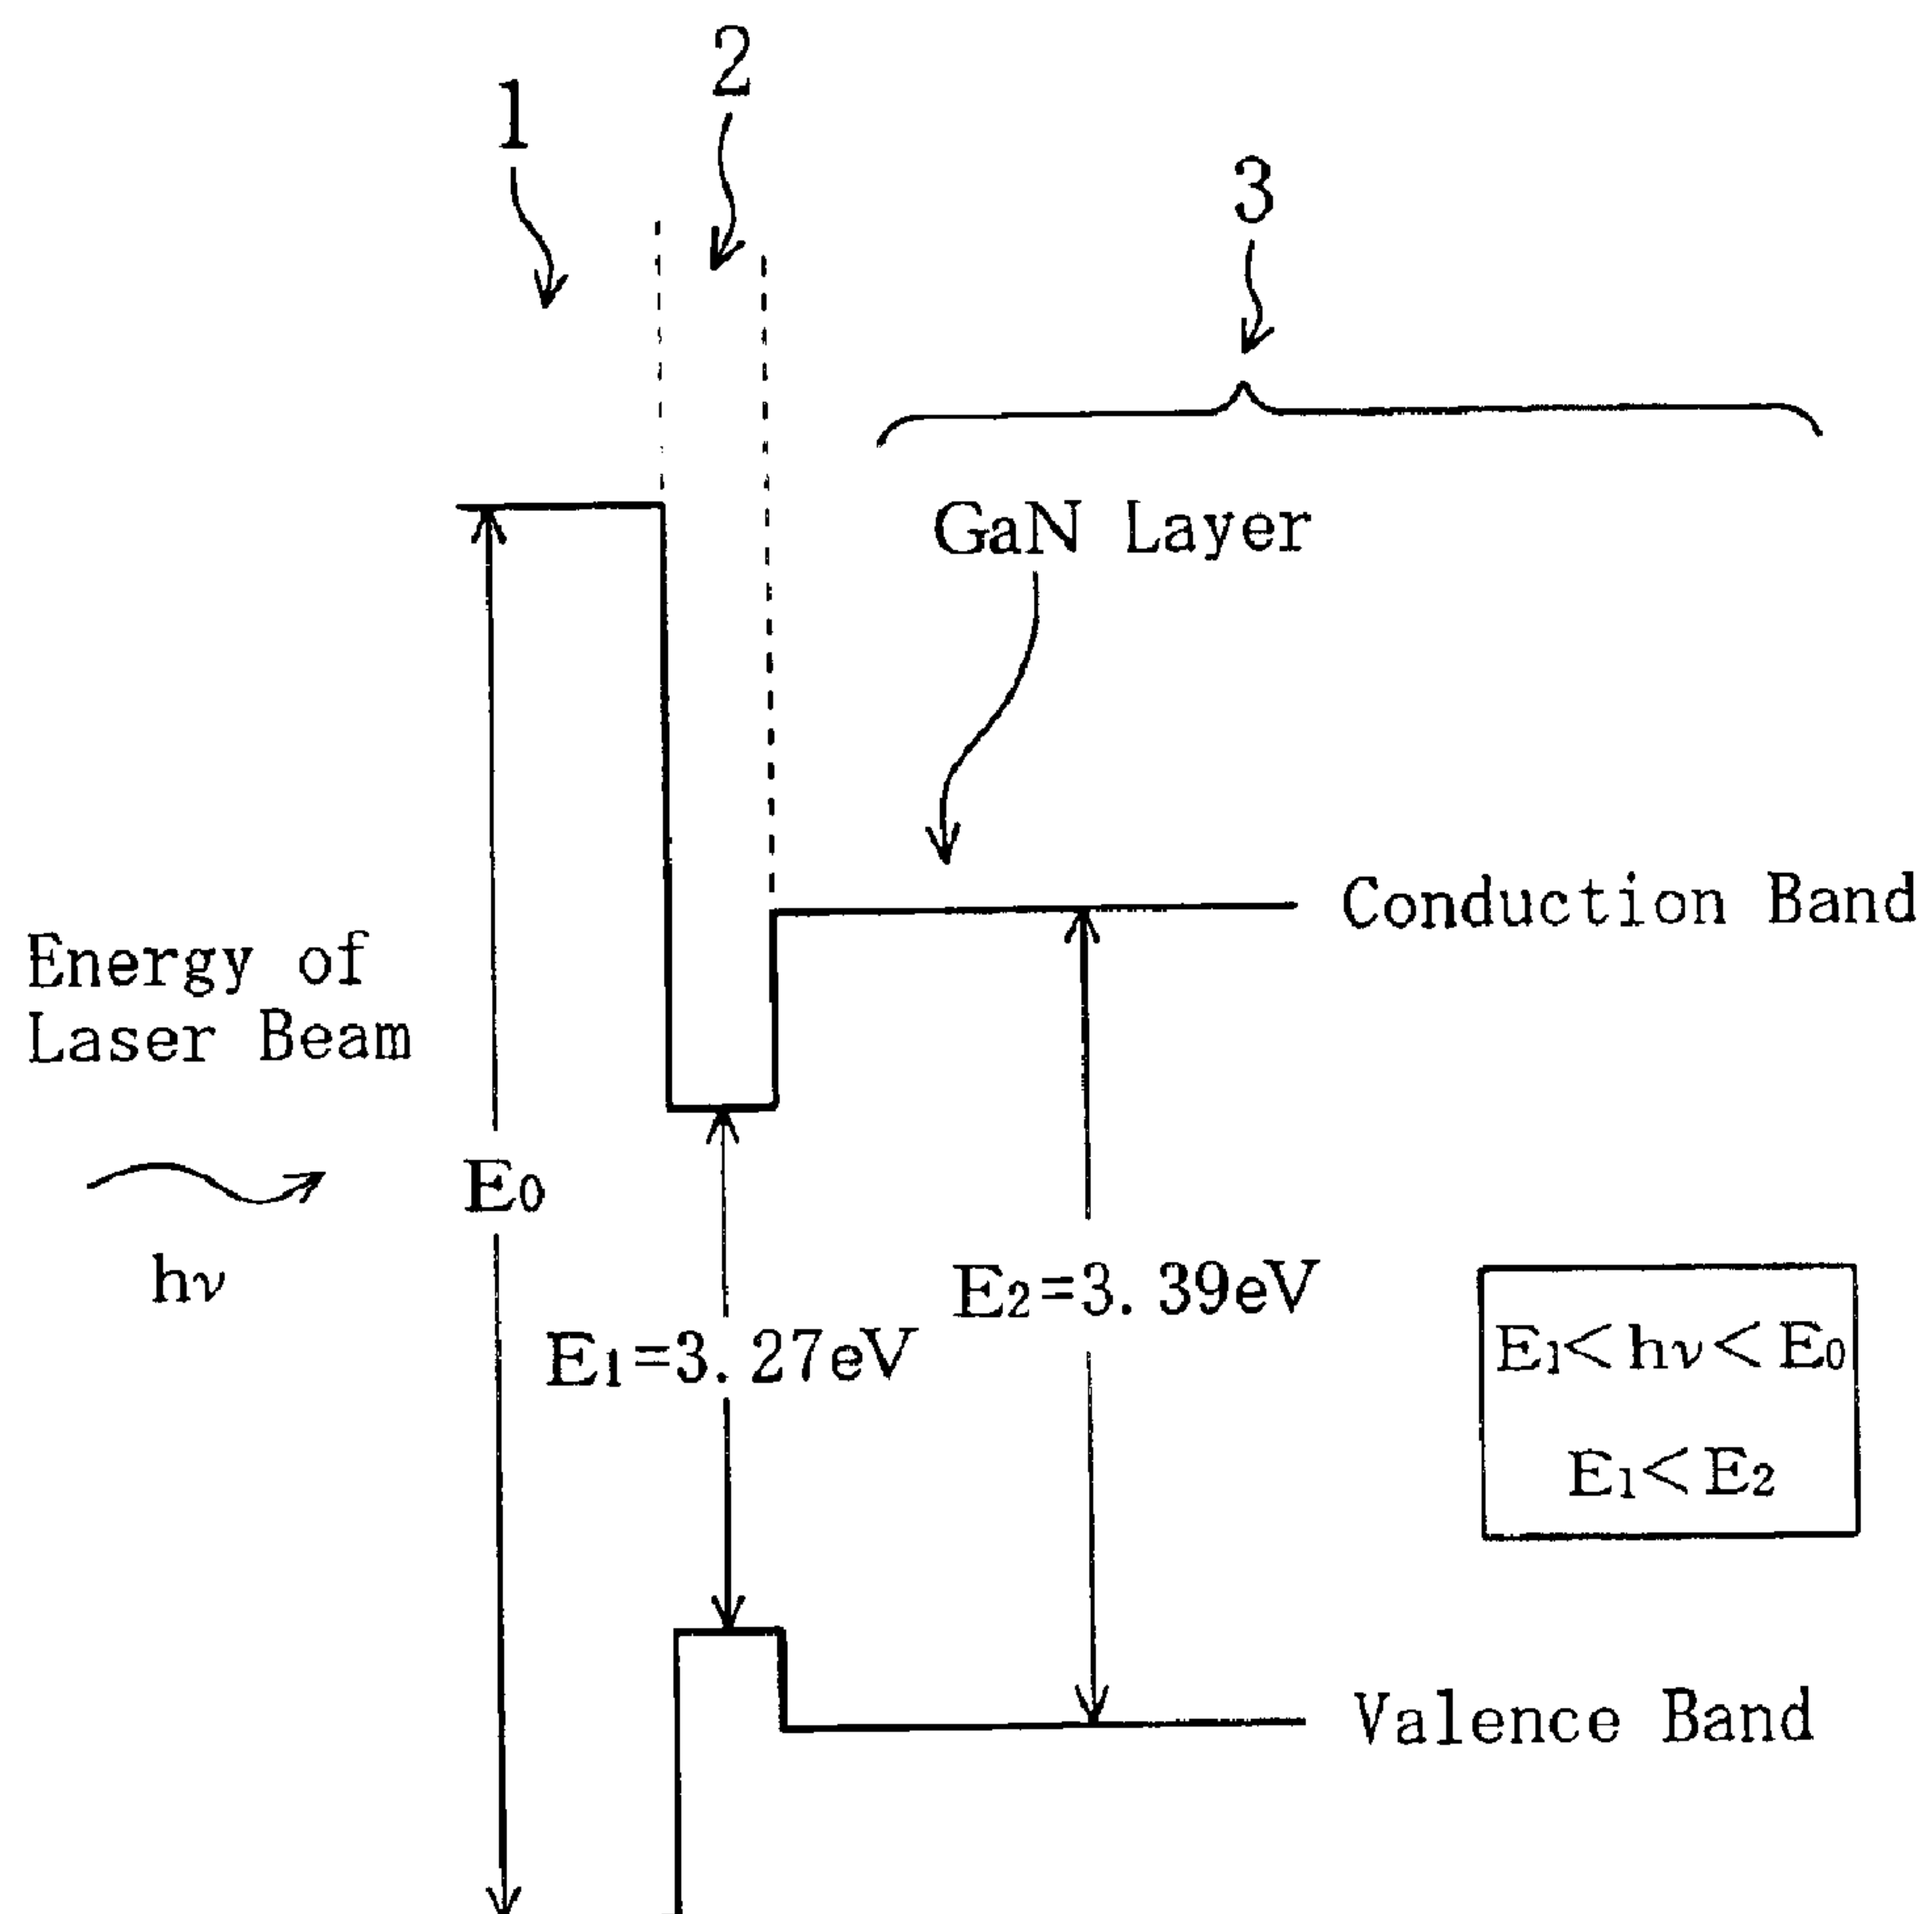 2
1
3
GaN Layer
Conduction Band
Energy of
Laser Beam
E₀
hν
E₂=3.39eV
E₁=3.27eV
E₁<hν<E₀
E₁<E₂
Valence Band